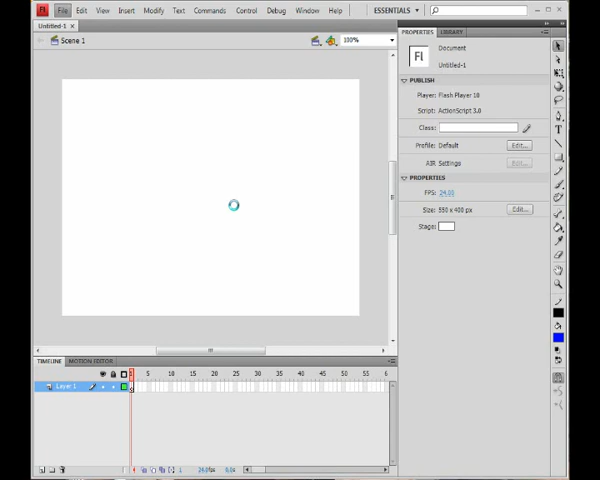 Fl File Edit View Insert Modify Text Commands Control Debug Window Help ESSENTIALS
Untitled-1
Scene 1 100%
PROPERTIES LIBRARY
Fl Document
Untitled-1
PUBLISH
Player: Flash Player 10
Script: ActionScript 3.0
Class:
Profile: Default Edit...
AIR Settings Edit...
PROPERTIES
FPS: 24.00
Size: 550 x 400 px Edit...
Stage:
TIMELINE MOTION EDITOR
1 5 10 15 20 25 30 35 40 45 50 55 6
Layer 1
1 24.0fps 0.0s